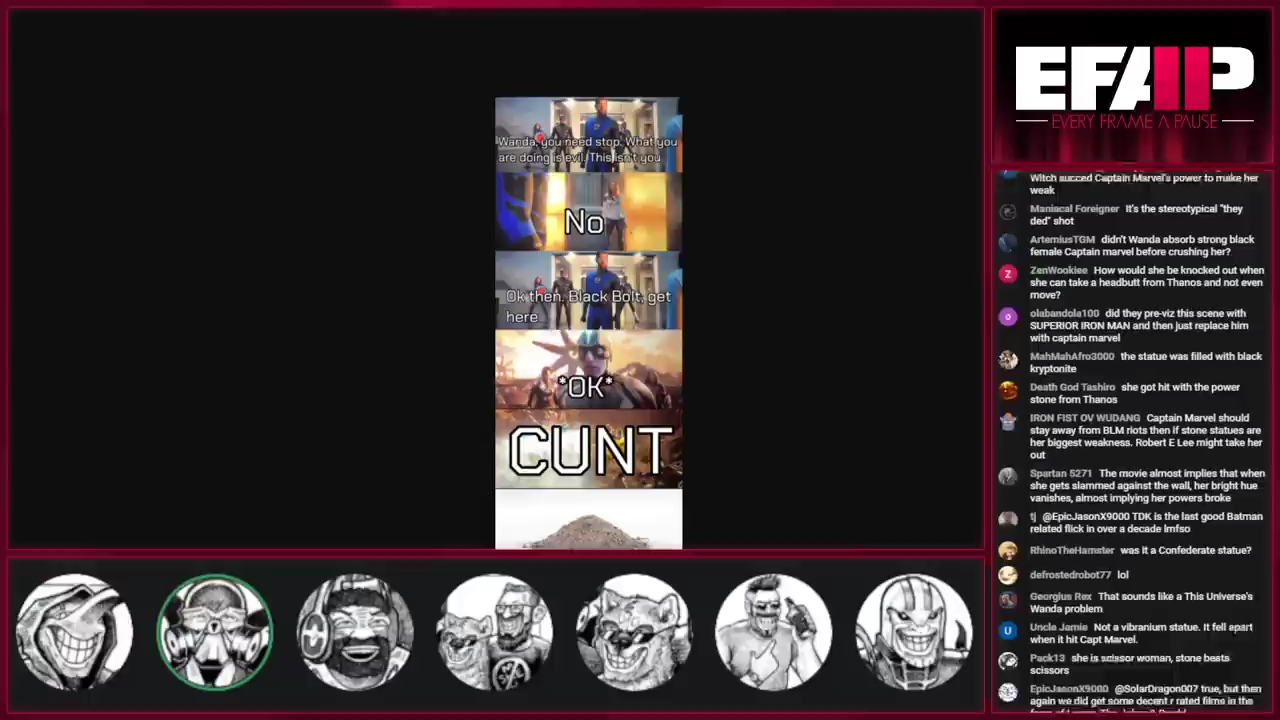 Wanda, you need stop. What you
are doing is evil. This isn't you
No
Ok then. Black Bolt, get
here
*OK*
CUNT
EFAP
EVERY FRAME A PAUSE
Witch succed Captain Marvel's power to make her
weak
Maniacal Foreigner It's the stereotypical "they
ded" shot
ArtemiusTGM didn't Wanda absorb strong black
female Captain marvel before crushing her?
Z
ZenWookiee How would she be knocked out when
she can take a headbutt from Thanos and not even
move?
olabandola100 did they pre-viz this scene with
SUPERIOR IRON MAN and then just replace him
with captain marvel
MahMahAfro3000 the statue was filled with black
kryptonite
Death God Tashiro she got hit with the power
stone from Thanos
IRON FIST OV WUDANG Captain Marvel should
stay away from BLM riots then if stone statues are
her biggest weakness. Robert E Lee might take her
out
Spartan 5271 The movie almost implies that when
she gets slammed against the wall, her bright hue
vanishes, almost implying her powers broke
tj @EpicJasonX9000 TDK is the last good Batman
related flick in over a decade lmfso
RhinoTheHamster was it a Confederate statue?
defrostedrobot77 lol
Georgius Rex That sounds like a This Universe's
Wanda problem
U
Uncle Jamie Not a vibranium statue. It fell apart
when it hit Capt Marvel.
Pack13 she is scissor woman, stone beats
scissors
EpicJasonX9000 @SolarDragon007 true, but then
again we did get some decent r rated films in the